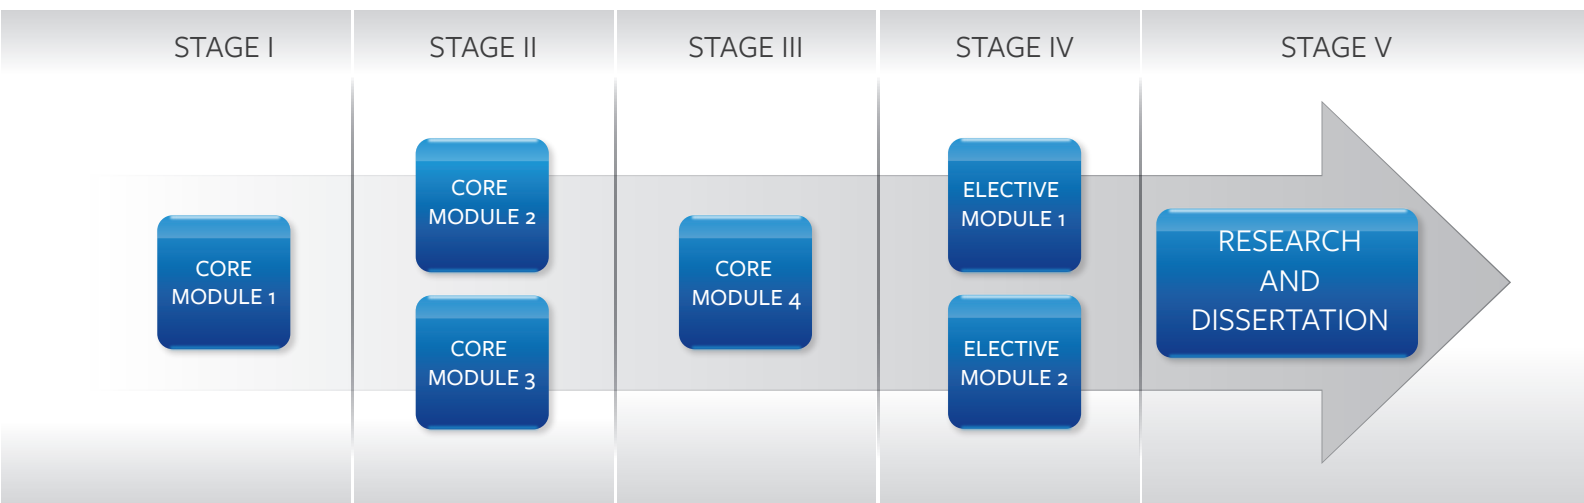 STAGE I
STAGE II
STAGE III
STAGE IV
STAGE V
CORE
MODULE 1
CORE
MODULE 2
CORE
MODULE 3
CORE
MODULE 4
ELECTIVE
MODULE 1
ELECTIVE
MODULE 2
RESEARCH
AND
DISSERTATION